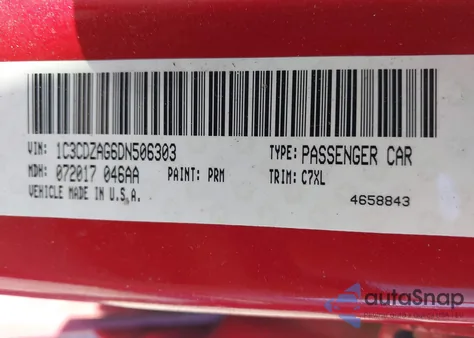 VIN: 1C3CDZAG6DN506303 TYPE: PASSENGER CAR
MDH: 072017 046AA PAINT: PRM TRIM: C7XL
VEHICLE MADE IN U.S.A. 4658843
autoSnap